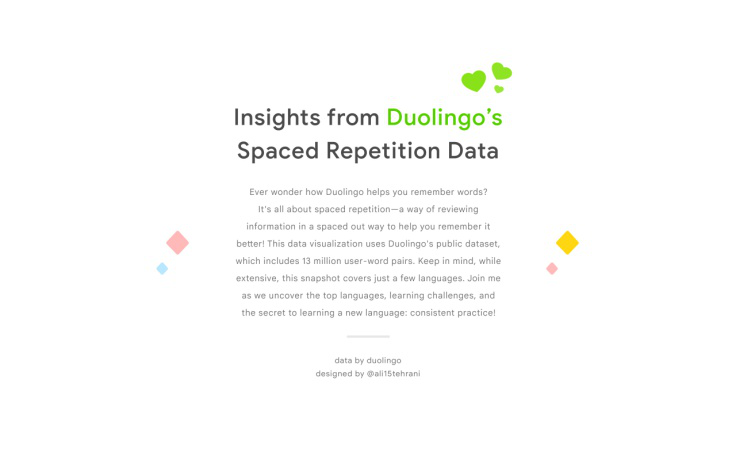 Insights from Duolingo’s
Spaced Repetition Data
Ever wonder how Duolingo helps you remember words?
It's all about spaced repetition—a way of reviewing
information in a spaced out way to help you remember it
better! This data visualization uses Duolingo's public dataset,
which includes 13 million user-word pairs. Keep in mind, while
extensive, this snapshot covers just a few languages. Join me
as we uncover the top languages, learning challenges, and
the secret to learning a new language: consistent practice!
data by duolingo
designed by @ali15tehrani